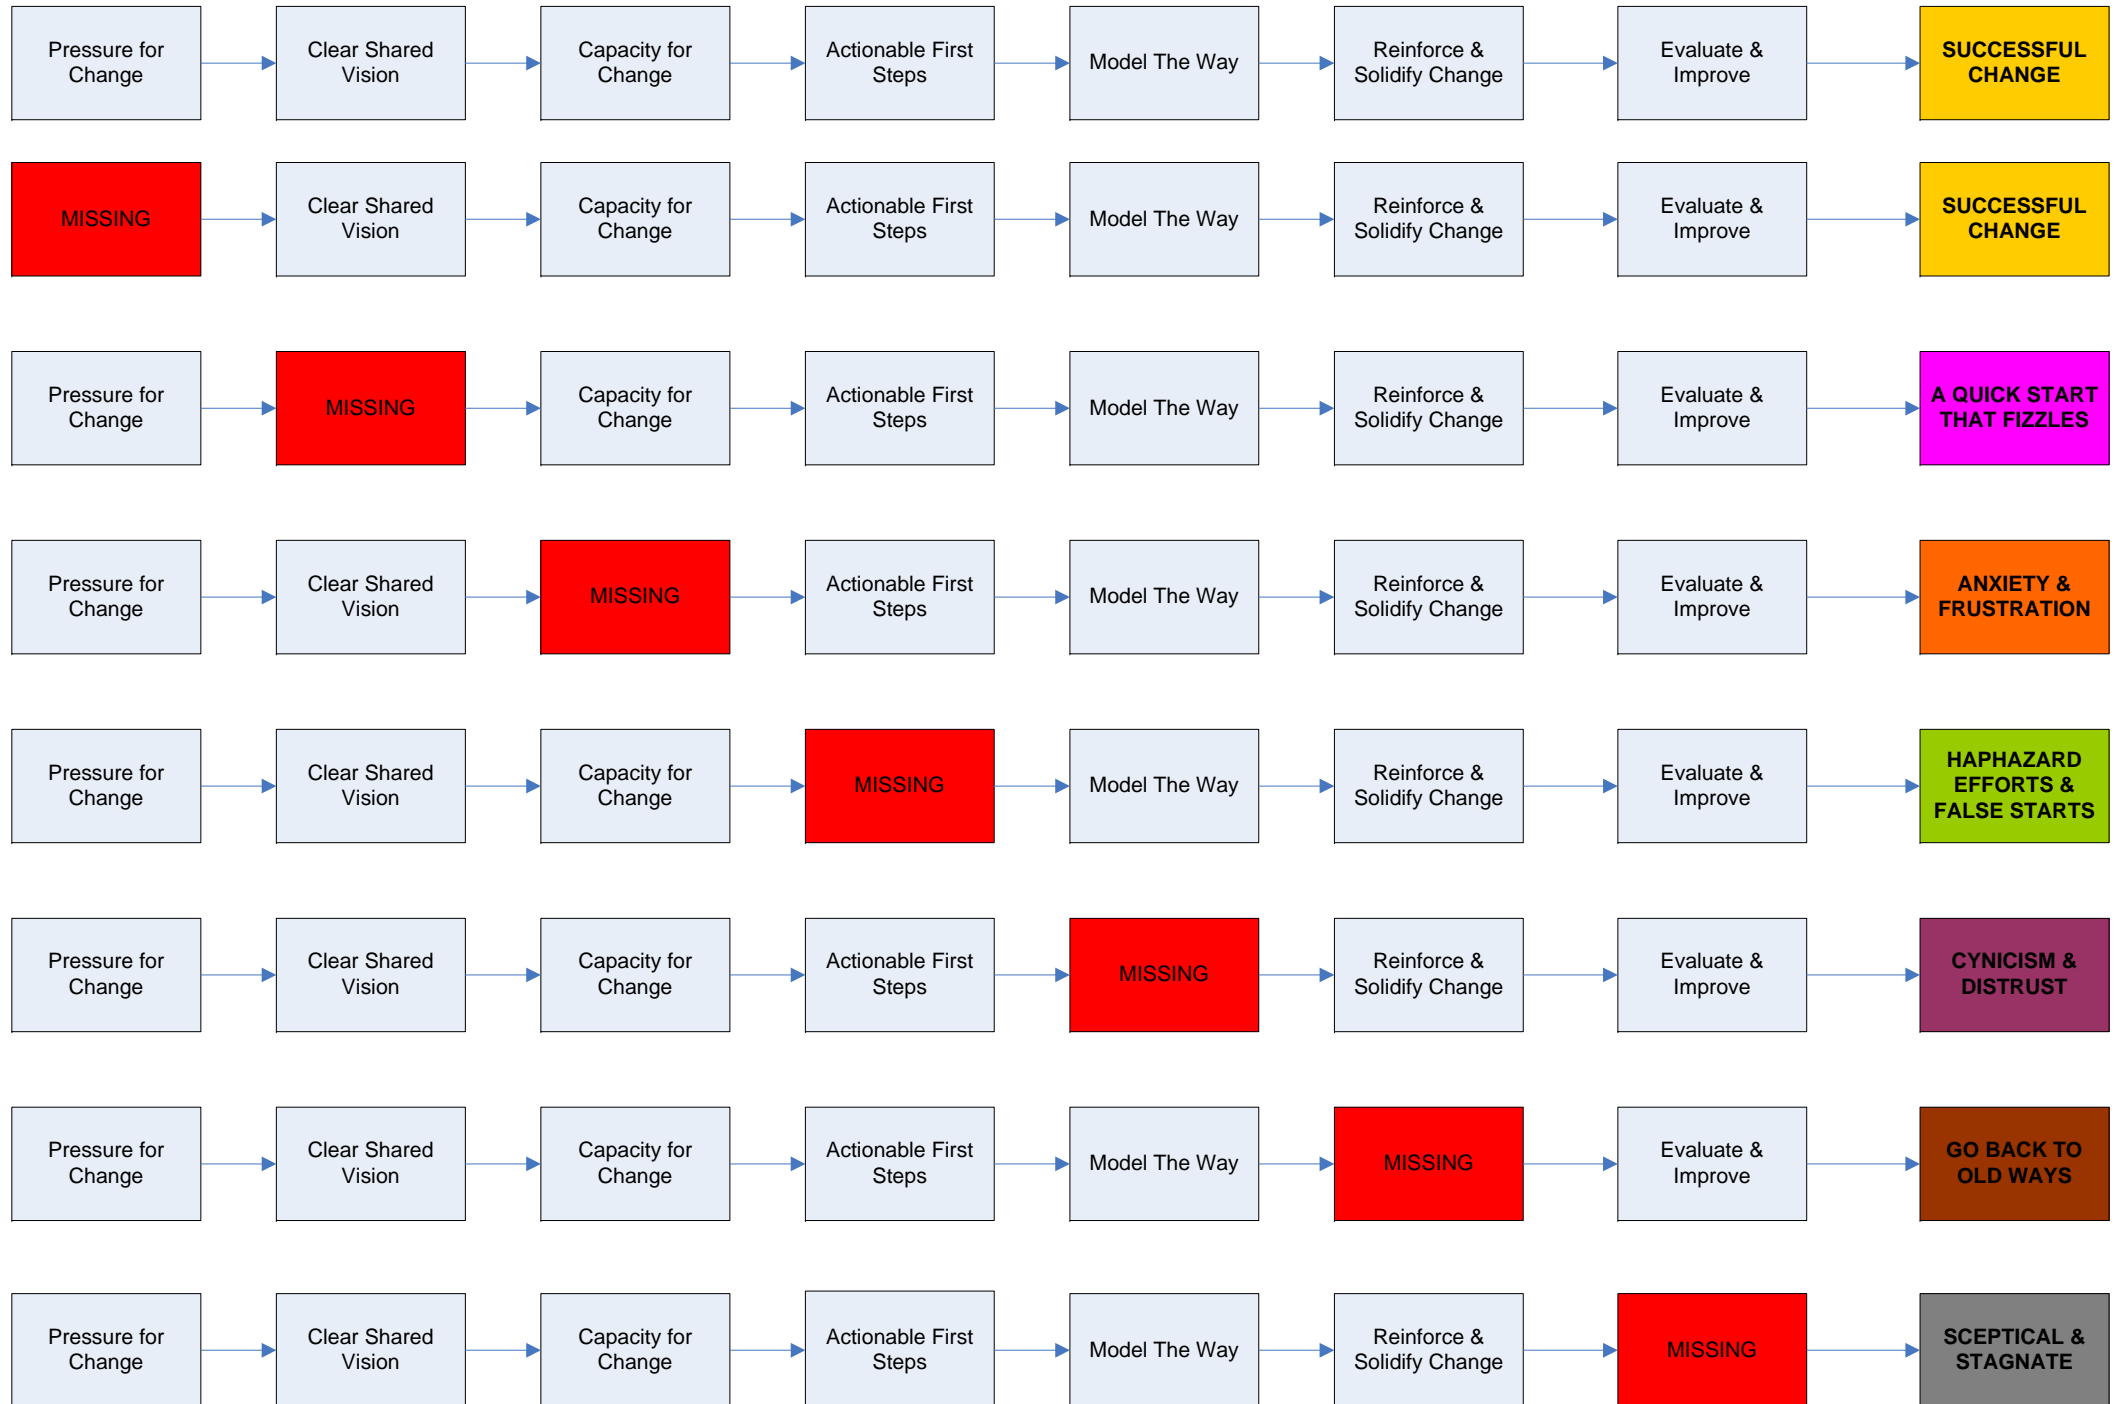 Pressure for
Change
Clear Shared
Vision
Capacity for
Change
Actionable First
Steps
Model The Way
Reinforce &
Solidify Change
Evaluate &
Improve
SUCCESSFUL
CHANGE
MISSING
Clear Shared
Vision
Capacity for
Change
Actionable First
Steps
Model The Way
Reinforce &
Solidify Change
Evaluate &
Improve
SUCCESSFUL
CHANGE
Pressure for
Change
MISSING
Capacity for
Change
Actionable First
Steps
Model The Way
Reinforce &
Solidify Change
Evaluate &
Improve
A QUICK START
THAT FIZZLES
Pressure for
Change
Clear Shared
Vision
MISSING
Actionable First
Steps
Model The Way
Reinforce &
Solidify Change
Evaluate &
Improve
ANXIETY &
FRUSTRATION
Pressure for
Change
Clear Shared
Vision
Capacity for
Change
MISSING
Model The Way
Reinforce &
Solidify Change
Evaluate &
Improve
HAPHAZARD
EFFORTS &
FALSE STARTS
Pressure for
Change
Clear Shared
Vision
Capacity for
Change
Actionable First
Steps
MISSING
Reinforce &
Solidify Change
Evaluate &
Improve
CYNICISM &
DISTRUST
Pressure for
Change
Clear Shared
Vision
Capacity for
Change
Actionable First
Steps
Model The Way
MISSING
Evaluate &
Improve
GO BACK TO
OLD WAYS
Pressure for
Change
Clear Shared
Vision
Capacity for
Change
Actionable First
Steps
Model The Way
Reinforce &
Solidify Change
MISSING
SCEPTICAL &
STAGNATE